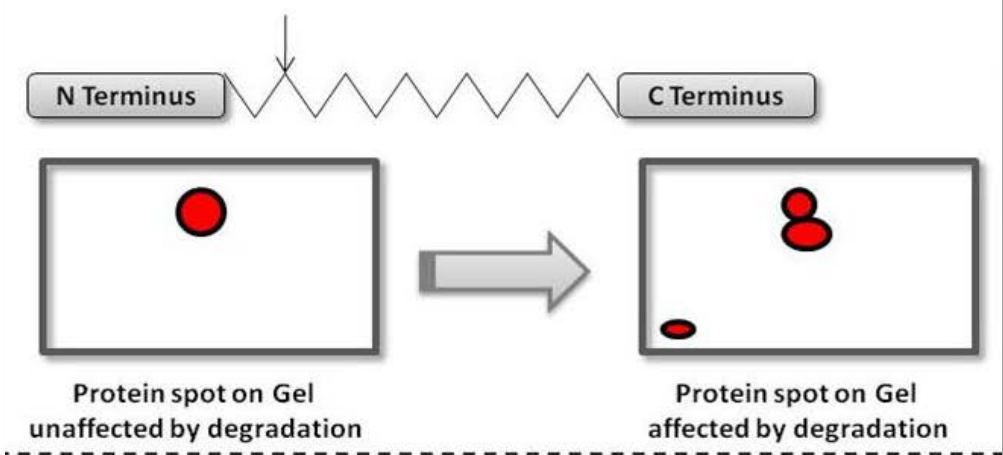 N Terminus
C Terminus
Protein spot on Gel
unaffected by degradation
Protein spot on Gel
affected by degradation